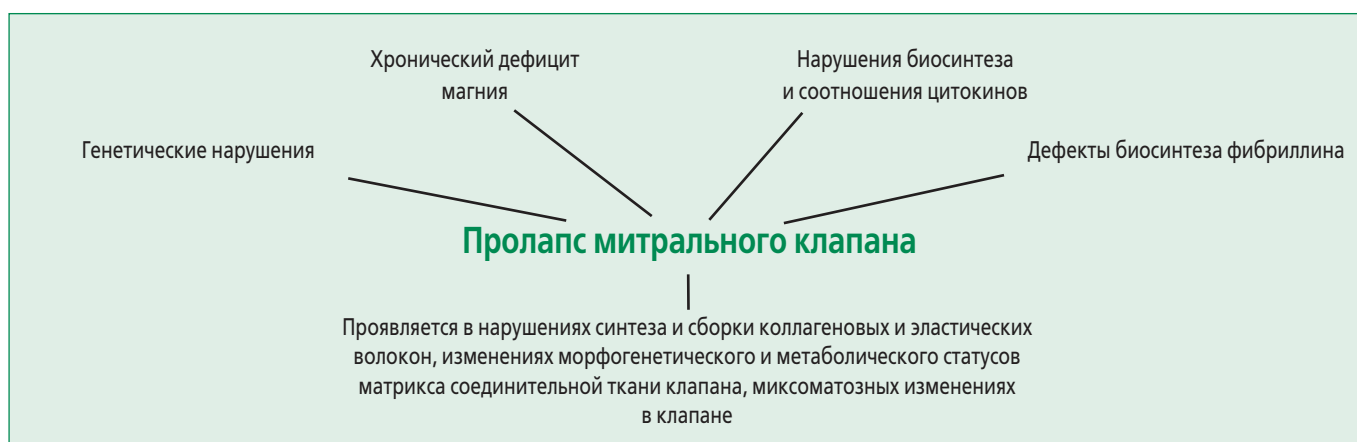 Хронический дефицит
магния
Нарушения биосинтеза
и соотношения цитокинов
Генетические нарушения
Дефекты биосинтеза фибриллина
Пролапс митрального клапана
Проявляется в нарушениях синтеза и сборки коллагеновых и эластических
волокон, изменениях морфогенетического и метаболического статусов
матрикса соединительной ткани клапана, миксоматозных изменениях
в клапане